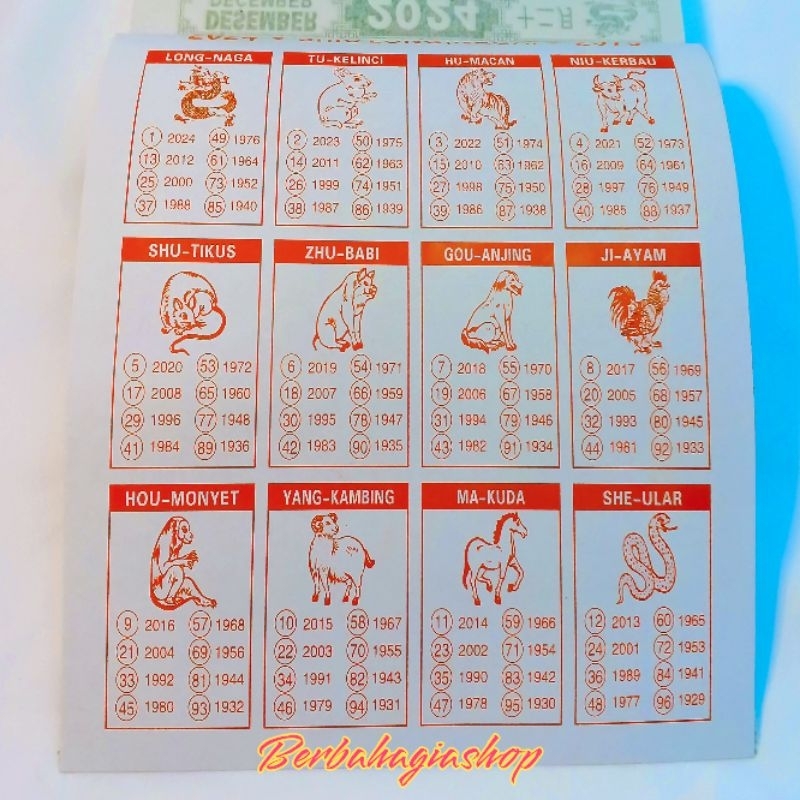 DECEMBER
DESEMBER
2024
十二月
LONG-NAGA
1 2024 49 1976
13 2012 61 1964
25 2000 73 1952
37 1988 85 1940
TU-KELINCI
2 2023 50 1975
14 2011 62 1963
26 1999 74 1951
38 1987 86 1939
HU-MACAN
3 2022 51 1974
15 2010 63 1962
27 1998 75 1950
39 1986 87 1938
NIU-KERBAU
4 2021 52 1973
16 2009 64 1961
28 1997 76 1949
40 1985 88 1937
SHU-TIKUS
5 2020 53 1972
17 2008 65 1960
29 1996 77 1948
41 1984 89 1936
ZHU-BABI
6 2019 54 1971
18 2007 66 1959
30 1995 78 1947
42 1983 90 1935
GOU-ANJING
7 2018 55 1970
19 2006 67 1958
31 1994 79 1946
43 1982 91 1934
JI-AYAM
8 2017 56 1969
20 2005 68 1957
32 1993 80 1945
44 1981 92 1933
HOU-MONYET
9 2016 57 1968
21 2004 69 1956
33 1992 81 1944
45 1980 93 1932
YANG-KAMBING
10 2015 58 1967
22 2003 70 1955
34 1991 82 1943
46 1979 94 1931
MA-KUDA
11 2014 59 1966
23 2002 71 1954
35 1990 83 1942
47 1978 95 1930
SHE-ULAR
12 2013 60 1965
24 2001 72 1953
36 1989 84 1941
48 1977 96 1929
Berbahagiashop